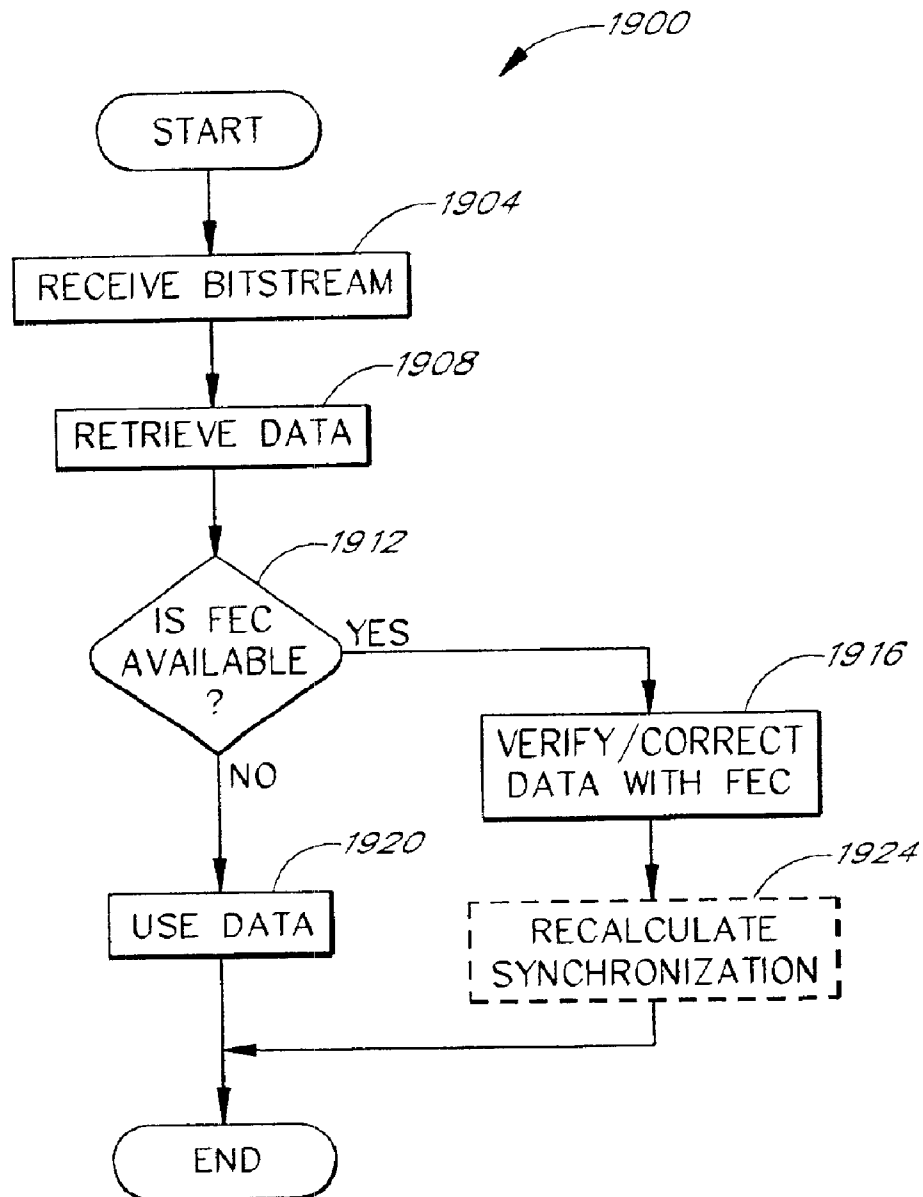 1900
START
1904
RECEIVE BITSTREAM
1908
RETRIEVE DATA
1912
IS FEC
AVAILABLE
?
YES
NO
1916
VERIFY/CORRECT
DATA WITH FEC
1920
USE DATA
1924
RECALCULATE
SYNCHRONIZATION
END